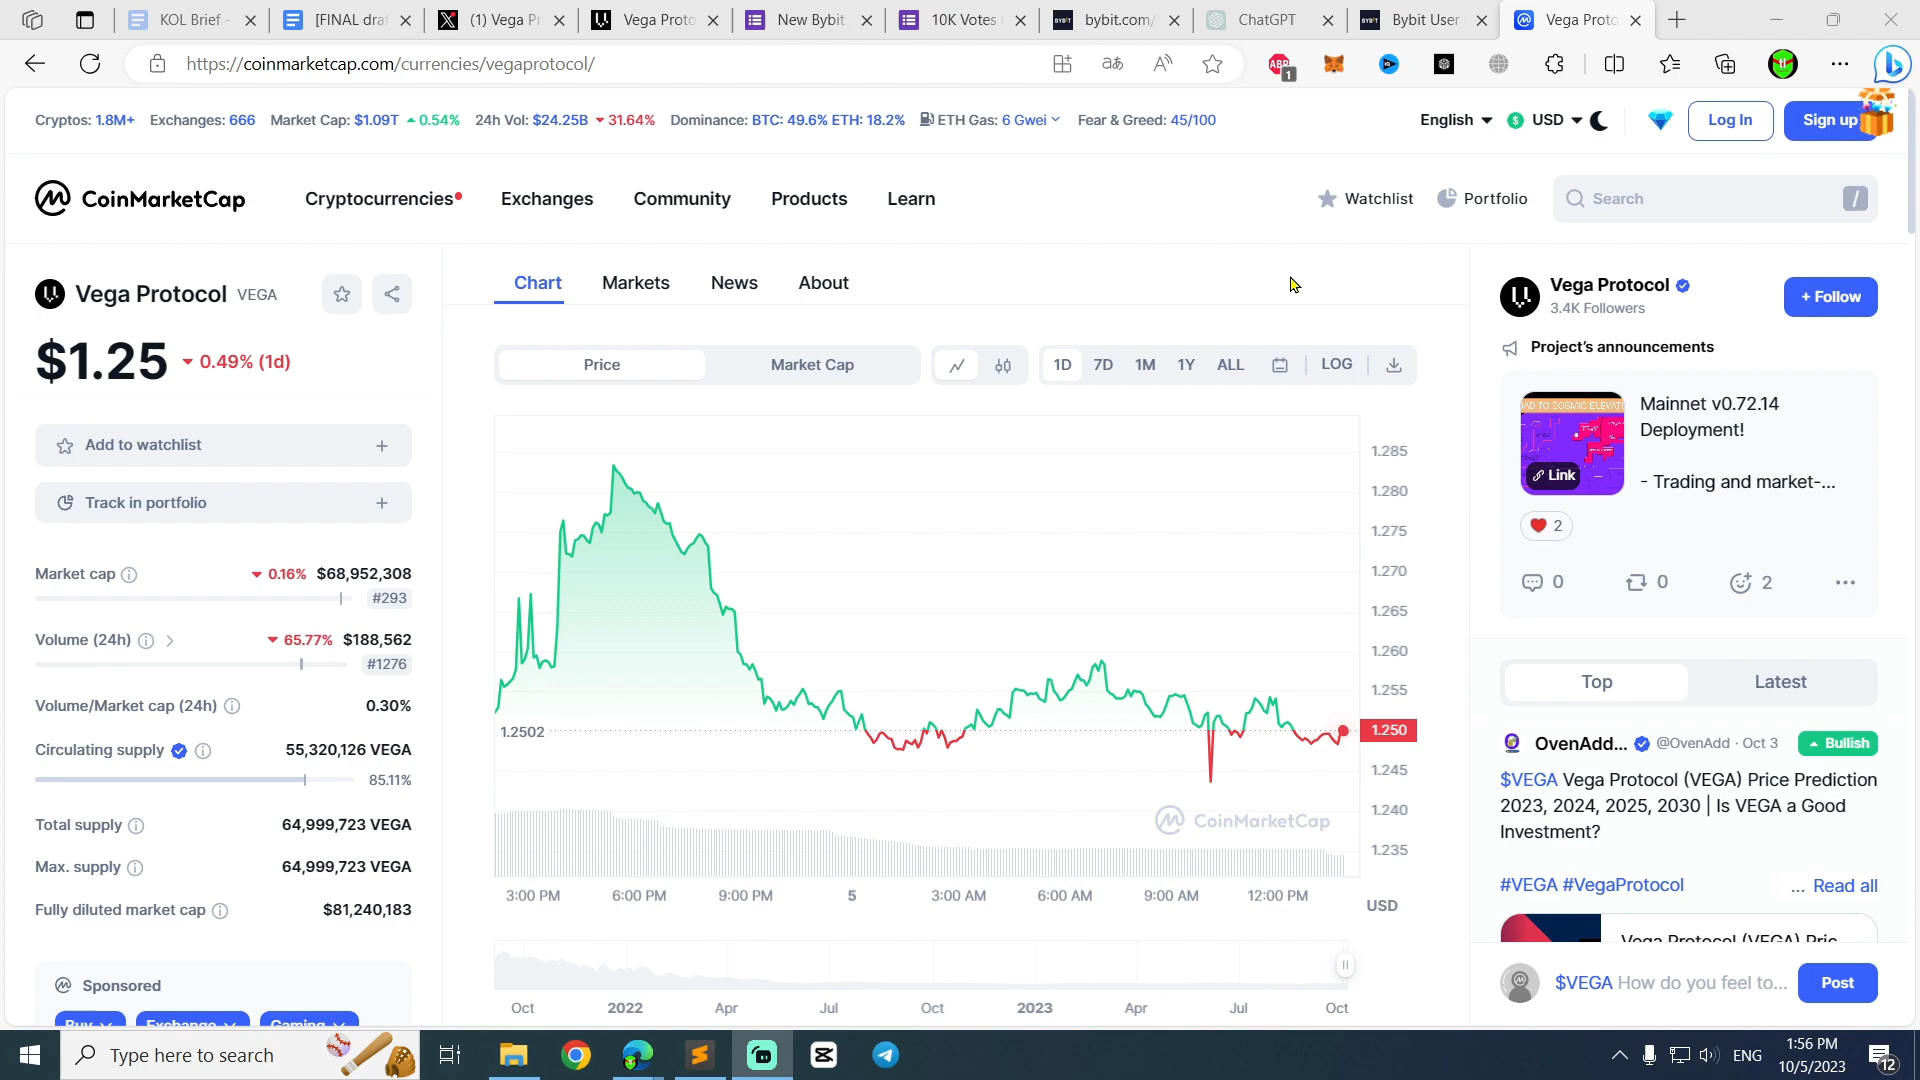 KOL Brief -
[FINAL draf
(1) Vega Pr
Vega Proto
New Bybit
10K Votes
bybit.com/
ChatGPT
Bybit User
Vega Proto
https://coinmarketcap.com/currencies/vegaprotocol/
ABP
1
Cryptos: 1.8M+ Exchanges: 666 Market Cap: $1.09T 0.54% 24h Vol: $24.25B 31.64% Dominance: BTC: 49.6% ETH: 18.2% ETH Gas: 6 Gwei Fear & Greed: 45/100
English USD Log In Sign up
CoinMarketCap Cryptocurrencies Exchanges Community Products Learn
Watchlist Portfolio Search /
Vega Protocol VEGA
$1.25 0.49% (1d)
Add to watchlist +
Track in portfolio +
Market cap 0.16% $68,952,308
#293
Volume (24h) 65.77% $188,562
#1276
Volume/Market cap (24h) 0.30%
Circulating supply 55,320,126 VEGA
85.11%
Total supply 64,999,723 VEGA
Max. supply 64,999,723 VEGA
Fully diluted market cap $81,240,183
Sponsored
Buy Exchange Gaming
Chart Markets News About
Price Market Cap 1D 7D 1M 1Y ALL LOG
1.285
1.280
1.275
1.270
1.265
1.260
1.255
1.2502
1.250
1.245
1.240
1.235
CoinMarketCap
3:00 PM 6:00 PM 9:00 PM 5 3:00 AM 6:00 AM 9:00 AM 12:00 PM
USD
Oct 2022 Apr Jul Oct 2023 Apr Jul Oct
Vega Protocol
3.4K Followers
+ Follow
Project's announcements
Link
Mainnet v0.72.14
Deployment!
- Trading and market-...
2
0 0 2
Top Latest
OvenAdd... @OvenAdd · Oct 3 Bullish
$VEGA Vega Protocol (VEGA) Price Prediction
2023, 2024, 2025, 2030 | Is VEGA a Good
Investment?
#VEGA #VegaProtocol ... Read all
Vega Protocol (VEGA) Pric
$VEGA How do you feel to... Post
Type here to search
ENG
1:56 PM
10/5/2023
12